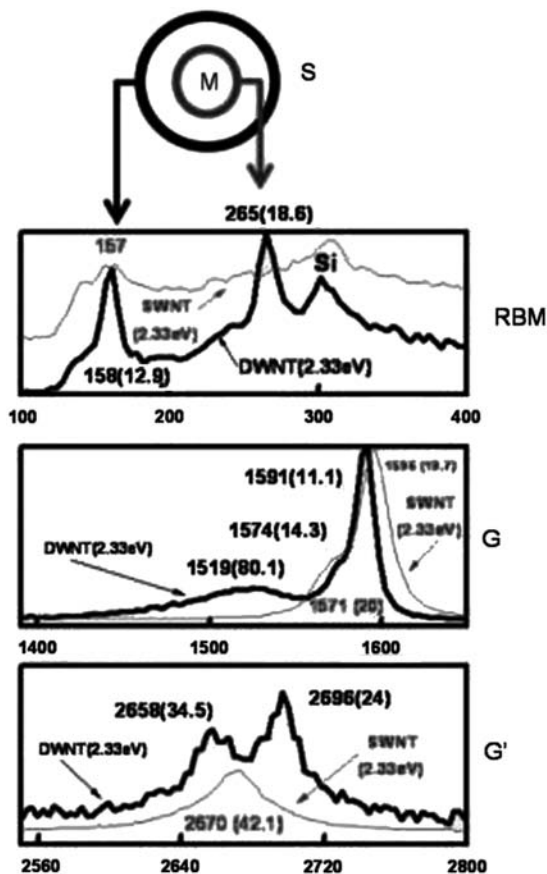 S
M
265(18.6)
157
Si
SWNT
(2.33eV)
RBM
DWNT(2.33eV)
158(12.9)
100 200 300 400
1591(11.1)
1595 (19.7)
SWNT
(2.33eV)
1574(14.3)
G
DWNT(2.33eV)
1519(80.1)
1571 (20)
1400 1500 1600
2658(34.5)
2696(24)
SWNT
(2.33eV)
G'
DWNT(2.33eV)
2670 (42.1)
2560 2640 2720 2800